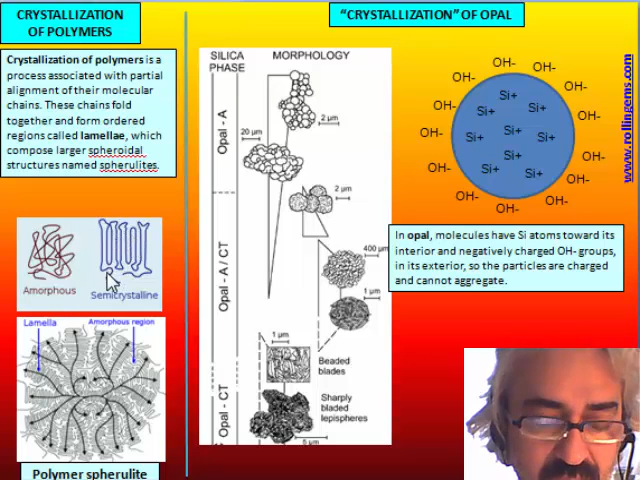 CRYSTALLIZATION
OF POLYMERS
Crystallization of polymers is a
process associated with partial
alignment of their molecular
chains. These chains fold
together and form ordered
regions called lamellae, which
compose larger spheroidal
structures named spherulites.
Amorphous
Semicrystalline
Lamella
Amorphous region
Polymer spherulite
“CRYSTALLIZATION” OF OPAL
SILICA
PHASE
MORPHOLOGY
Opal - A
2 µm
20 µm
2 µm
Opal - A / CT
400 µm
1 µm
1 µm
Beaded
blades
Opal - CT
Sharply
bladed
lepispheres
5 µm
OH-
OH-
OH-
OH-
OH-
OH-
OH-
OH-
OH-
OH-
OH-
OH-
OH-
OH-
Si+
Si+
Si+
Si+
Si+
Si+
Si+
Si+
Si+
www.rollingems.com
In opal, molecules have Si atoms toward its
interior and negatively charged OH- groups,
in its exterior, so the particles are charged
and cannot aggregate.